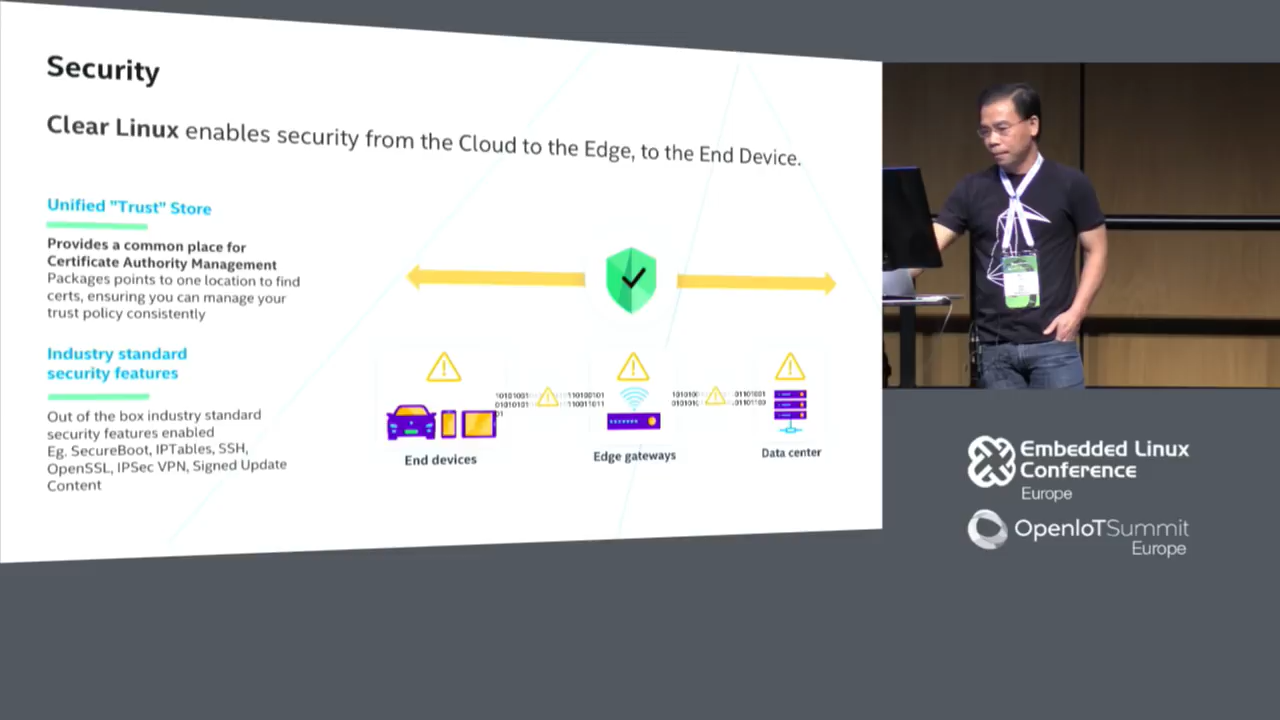 Security
Clear Linux enables security from the Cloud to the Edge, to the End Device.
Unified "Trust" Store
Provides a common place for
Certificate Authority Management
Packages points to one location to find
certs, ensuring you can manage your
trust policy consistently
Industry standard
security features
Out of the box industry standard
security features enabled
Eg. SecureBoot, IPTables, SSH,
OpenSSL, IPSec VPN, Signed Update
Content
End devices
Edge gateways
Data center
Embedded Linux
Conference
Europe
OpenIoTSummit
Europe